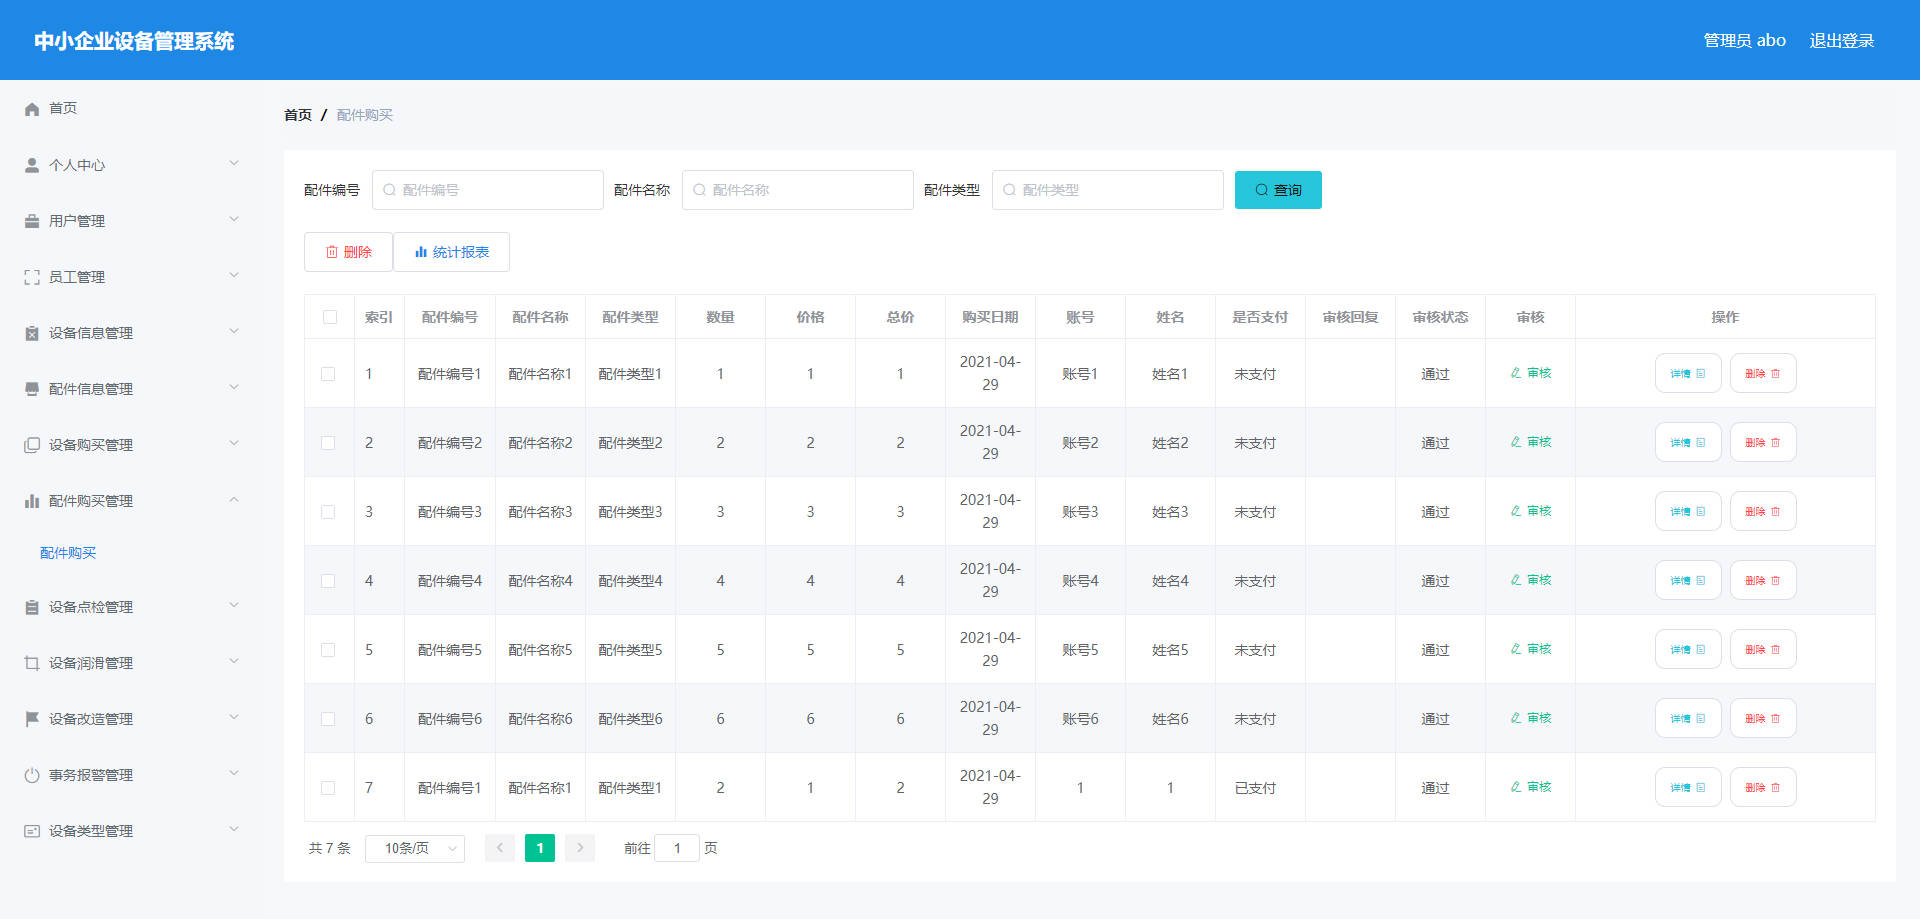 中小企业设备管理系统
管理员 abo 退出登录
首页
个人中心
用户管理
员工管理
设备信息管理
配件信息管理
设备购买管理
配件购买管理
配件购买
设备点检管理
设备润滑管理
设备改造管理
事务报警管理
设备类型管理
首页 / 配件购买
配件编号 配件编号 配件名称 配件名称 配件类型 配件类型 查询
删除 统计报表
索引 配件编号 配件名称 配件类型 数量 价格 总价 购买日期 账号 姓名 是否支付 审核回复 审核状态 审核 操作
1 配件编号1 配件名称1 配件类型1 1 1 1 2021-04-29 账号1 姓名1 未支付 通过 审核 详情 删除
2 配件编号2 配件名称2 配件类型2 2 2 2 2021-04-29 账号2 姓名2 未支付 通过 审核 详情 删除
3 配件编号3 配件名称3 配件类型3 3 3 3 2021-04-29 账号3 姓名3 未支付 通过 审核 详情 删除
4 配件编号4 配件名称4 配件类型4 4 4 4 2021-04-29 账号4 姓名4 未支付 通过 审核 详情 删除
5 配件编号5 配件名称5 配件类型5 5 5 5 2021-04-29 账号5 姓名5 未支付 通过 审核 详情 删除
6 配件编号6 配件名称6 配件类型6 6 6 6 2021-04-29 账号6 姓名6 未支付 通过 审核 详情 删除
7 配件编号1 配件名称1 配件类型1 2 1 2 2021-04-29 1 1 已支付 通过 审核 详情 删除
共 7 条 10条/页 1 前往 1 页